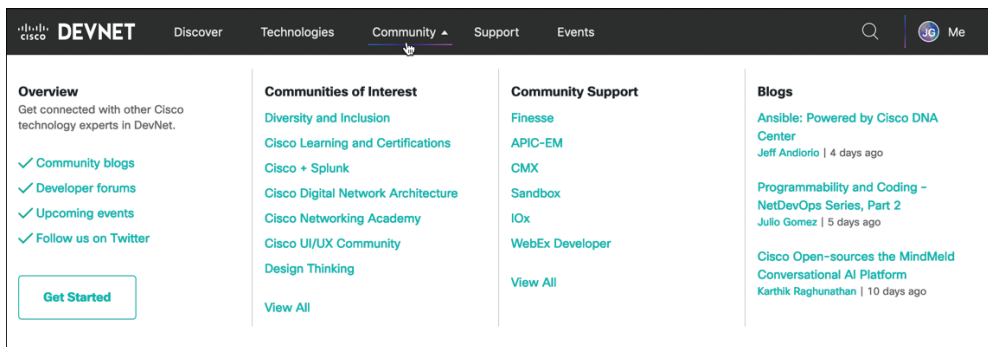 cisco DEVNET Discover Technologies Community Support Events JG Me
Overview
Get connected with other Cisco
technology experts in DevNet.
Community blogs
Developer forums
Upcoming events
Follow us on Twitter
Get Started
Communities of Interest
Diversity and Inclusion
Cisco Learning and Certifications
Cisco + Splunk
Cisco Digital Network Architecture
Cisco Networking Academy
Cisco UI/UX Community
Design Thinking
View All
Community Support
Finesse
APIC-EM
CMX
Sandbox
IOx
WebEx Developer
View All
Blogs
Ansible: Powered by Cisco DNA
Center
Jeff Andiorio | 4 days ago
Programmability and Coding –
NetDevOps Series, Part 2
Julio Gomez | 5 days ago
Cisco Open-sources the MindMeld
Conversational AI Platform
Karthik Raghunathan | 10 days ago